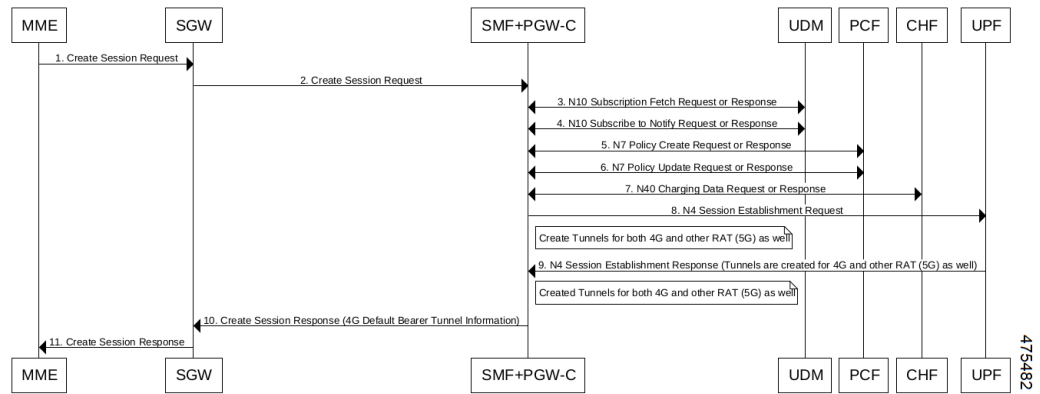 MME SGW SMF+PGW-C UDM PCF CHF UPF
1. Create Session Request
2. Create Session Request
3. N10 Subscription Fetch Request or Response
4. N10 Subscribe to Notify Request or Response
5. N7 Policy Create Request or Response
6. N7 Policy Update Request or Response
7. N40 Charging Data Request or Response
8. N4 Session Establishment Request
Create Tunnels for both 4G and other RAT (5G) as well
9. N4 Session Establishment Response (Tunnels are created for 4G and other RAT (5G) as well)
Created Tunnels for both 4G and other RAT (5G) as well
10. Create Session Response (4G Default Bearer Tunnel Information)
11. Create Session Response
MME SGW SMF+PGW-C UDM PCF CHF UPF
475482